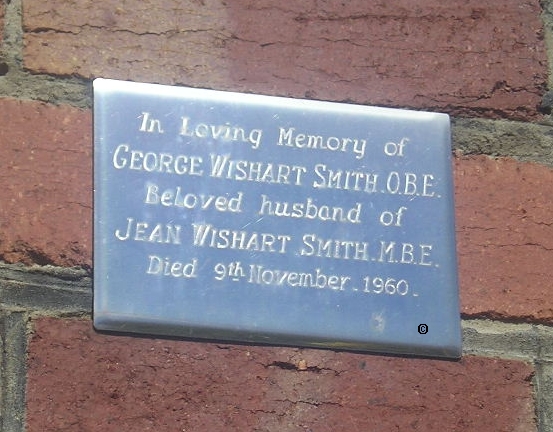 In Loving Memory of
GEORGE WISHART SMITH.O.B.E.
Beloved husband of
JEAN WISHART SMITH.M.B.E.
Died 9th November.1960.
©